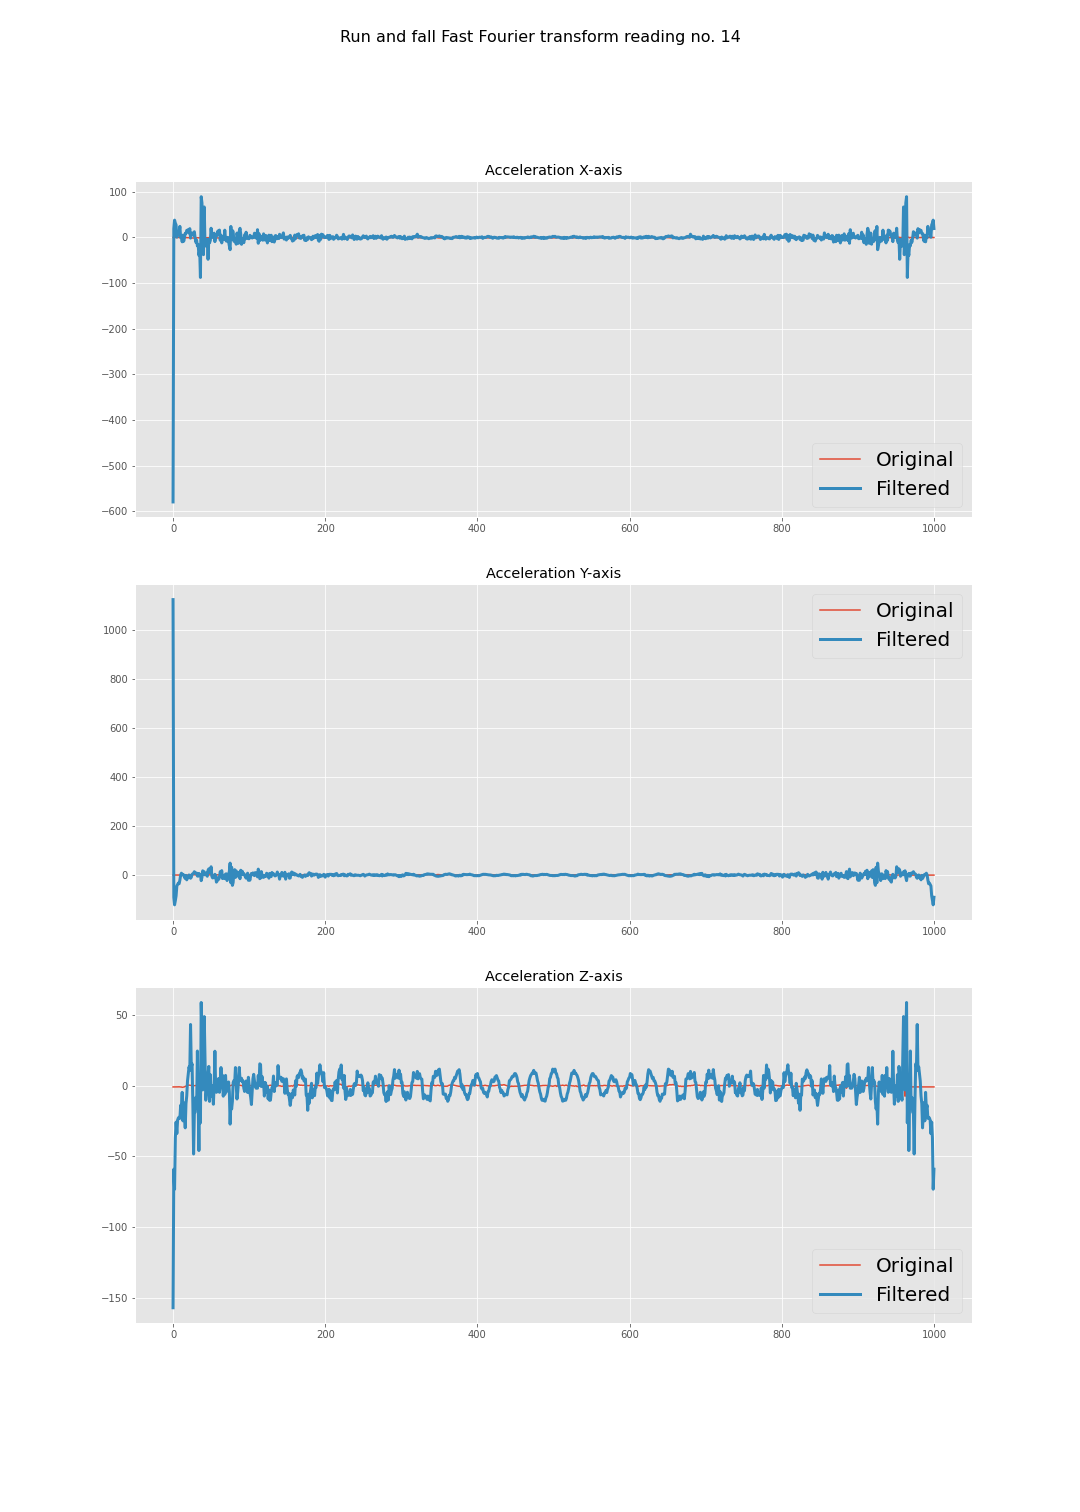 Run and fall Fast Fourier transform reading no. 14
Acceleration X-axis
100
0
−100
−200
−300
−400
−500
−600
Original
Filtered
0 200 400 600 800 1000
Acceleration Y-axis
Original
Filtered
1000
800
600
400
200
0
0 200 400 600 800 1000
Acceleration Z-axis
50
0
−50
−100
−150
Original
Filtered
0 200 400 600 800 1000